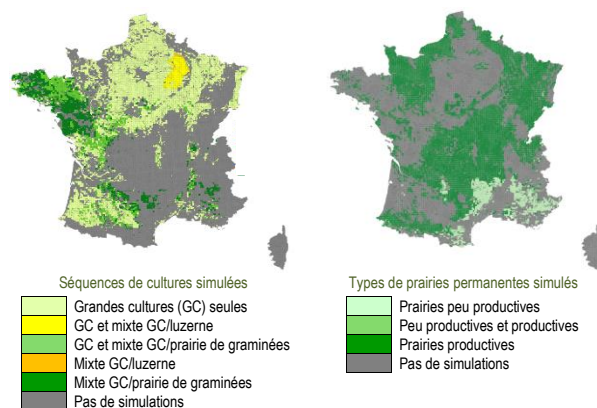 Séquences de cultures simulées
Grandes cultures (GC) seules
GC et mixte GC/luzerne
GC et mixte GC/prairie de graminées
Mixte GC/luzerne
Mixte GC/prairie de graminées
Pas de simulations
Types de prairies permanentes simulés
Prairies peu productives
Peu productives et productives
Prairies productives
Pas de simulations